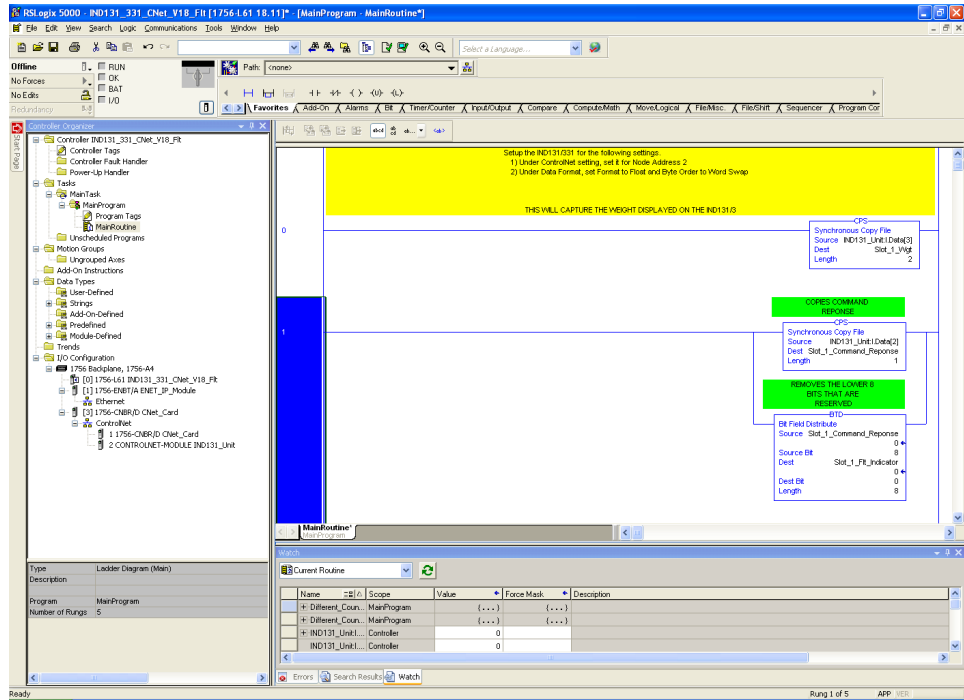 RSLogix 5000 - IND131_331_CNet_V18_Flt [1756-L61 18.11]* - [MainProgram - MainRoutine*]
File Edit View Search Logic Communications Tools Window Help
Select a Language...
Offline
RUN
No Forces
OK
No Edits
BAT
Redundancy
I/O
Path: <none>
Favorites Add-On Alarms Bit Timer/Counter Input/Output Compare Compute/Math Move/Logical File/Misc. File/Shift Sequencer Program Con
Start Page
Controller Organizer
Controller IND131_331_CNet_V18_Flt
Controller Tags
Controller Fault Handler
Power-Up Handler
Tasks
MainTask
MainProgram
Program Tags
MainRoutine
Unscheduled Programs
Motion Groups
Ungrouped Axes
Add-On Instructions
Data Types
User-Defined
Strings
Add-On-Defined
Predefined
Module-Defined
Trends
I/O Configuration
1756 Backplane, 1756-A4
[0] 1756-L61 IND131_331_CNet_V18_Flt
[1] 1756-ENBT/A ENET_IP_Module
Ethernet
[3] 1756-CNBR/D CNet_Card
ControlNet
1 1756-CNBR/D CNet_Card
2 CONTROLNET-MODULE IND131_Unit
Type Ladder Diagram (Main)
Description
Program MainProgram
Number of Rungs 5
Setup the IND131/331 for the following settings.
1) Under ControlNet setting, set it for Node Address 2
2) Under Data Format, set Format to Float and Byte Order to Word Swap
THIS WILL CAPTURE THE WEIGHT DISPLAYED ON THE IND131/3
0
CPS
Synchronous Copy File
Source IND131_Unit:I.Data[3]
Dest Slot_1_Wgt
Length 2
COPIES COMMAND
REPONSE
1
CPS
Synchronous Copy File
Source IND131_Unit:I.Data[2]
Dest Slot_1_Command_Reponse
Length 1
REMOVES THE LOWER 8
BITS THAT ARE
RESERVED
BTD
Bit Field Distribute
Source Slot_1_Command_Reponse
0
Source Bit 8
Dest Slot_1_Flt_Indicator
0
Dest Bit 0
Length 8
MainRoutine*
MainProgram
Watch
Current Routine
Name Scope Value Force Mask Description
Different_Coun... MainProgram {...} {...}
Different_Coun... MainProgram {...} {...}
IND131_Unit:I.... Controller 0
IND131_Unit:I.... Controller 0
Errors Search Results Watch
Ready
Rung 1 of 5 APP VER